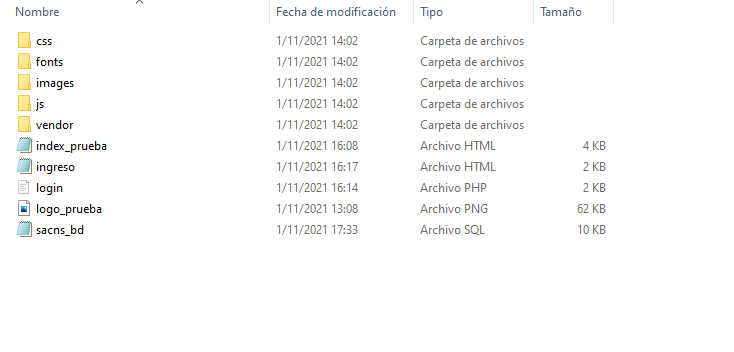 Nombre Fecha de modificación Tipo Tamaño
css 1/11/2021 14:02 Carpeta de archivos
fonts 1/11/2021 14:02 Carpeta de archivos
images 1/11/2021 14:02 Carpeta de archivos
js 1/11/2021 14:02 Carpeta de archivos
vendor 1/11/2021 14:02 Carpeta de archivos
index_prueba 1/11/2021 16:08 Archivo HTML 4 KB
ingreso 1/11/2021 16:17 Archivo HTML 2 KB
login 1/11/2021 16:14 Archivo PHP 2 KB
logo_prueba 1/11/2021 13:08 Archivo PNG 62 KB
sacns_bd 1/11/2021 17:33 Archivo SQL 10 KB